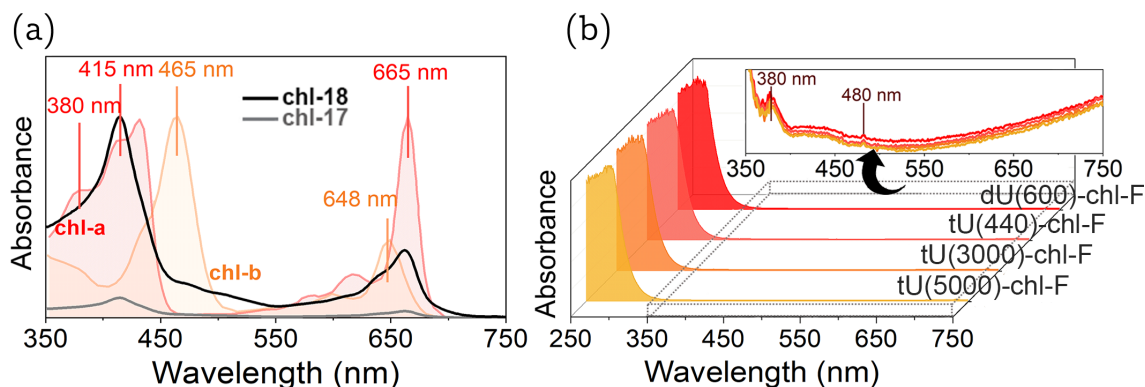 (a)
415 nm
465 nm
665 nm
380 nm
chl-18
chl-17
648 nm
chl-a
chl-b
Absorbance
350 450 550 650 750
Wavelength (nm)
(b)
380 nm
480 nm
350 450 550 650 750
dU(600)-chl-F
tU(440)-chl-F
tU(3000)-chl-F
tU(5000)-chl-F
Absorbance
250 350 450 550 650 750
Wavelength (nm)